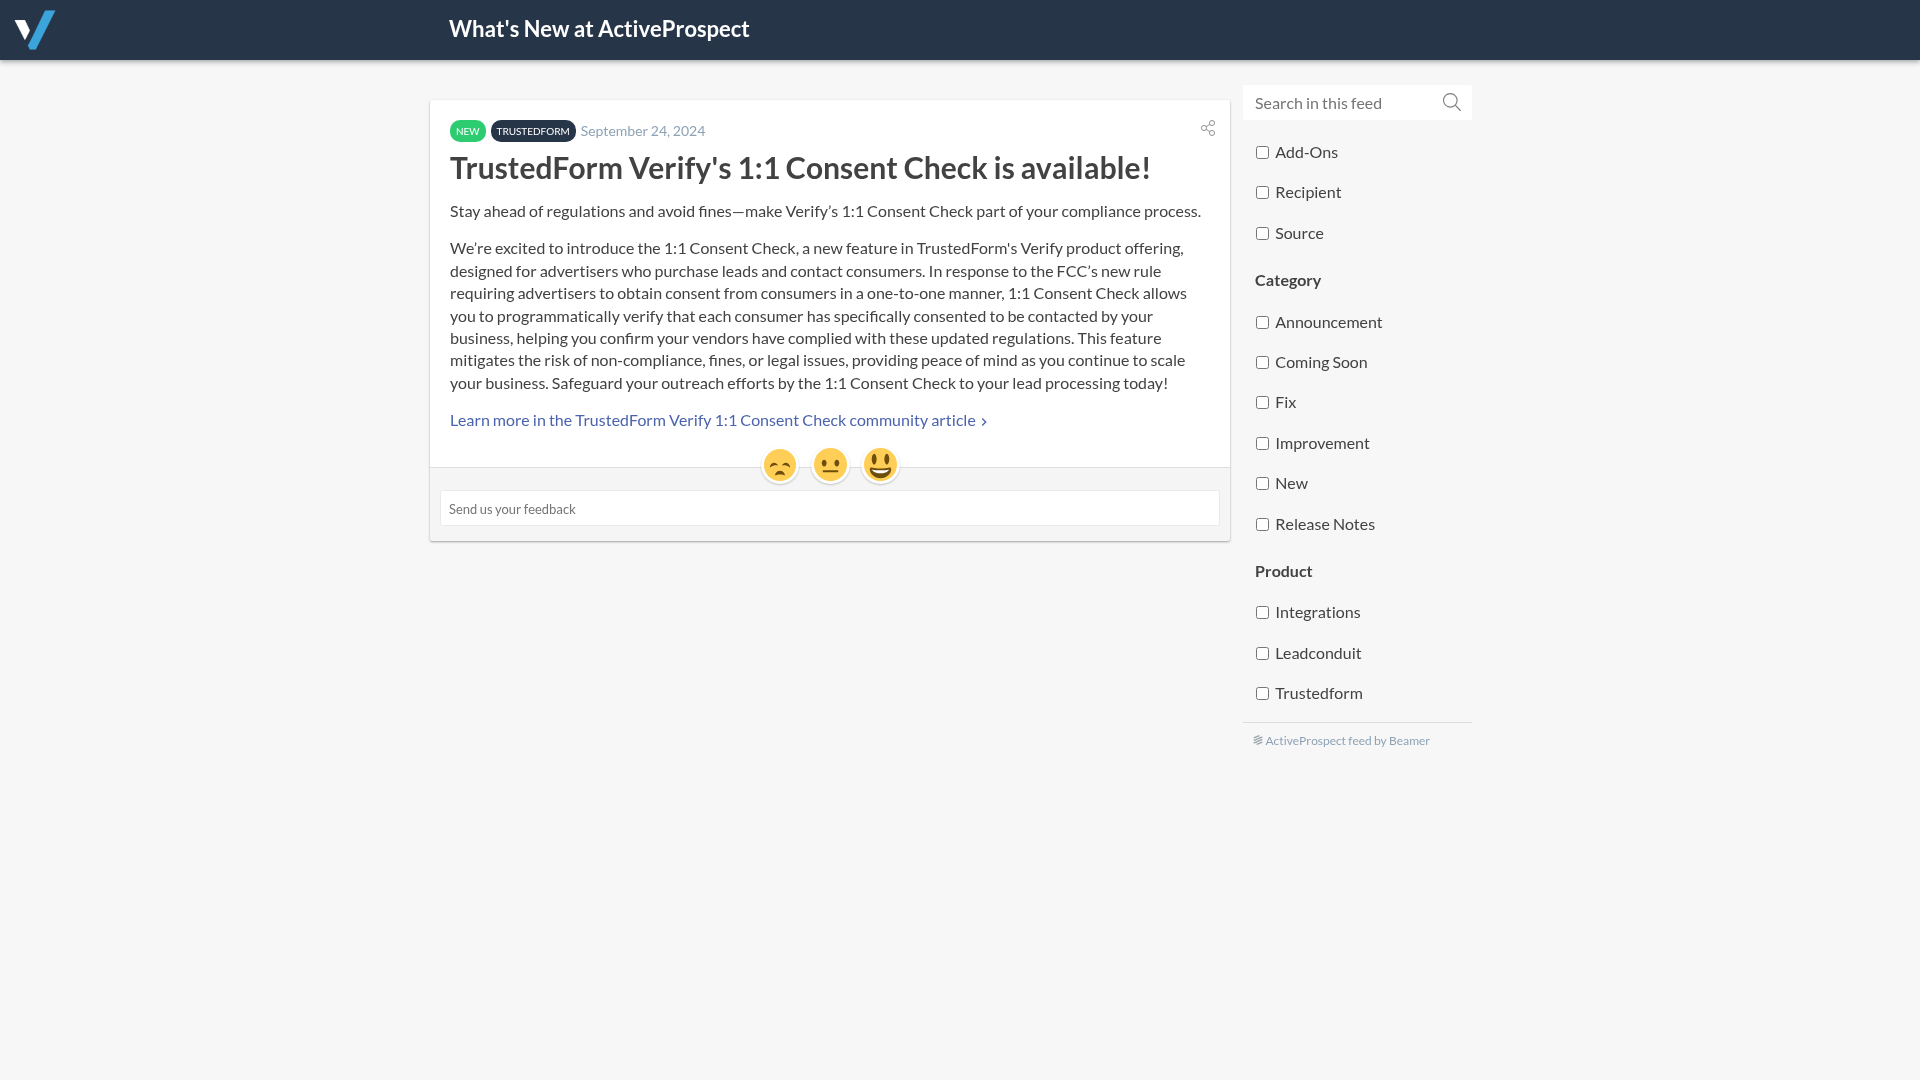 What's New at ActiveProspect
NEW TRUSTEDFORM September 24, 2024
TrustedForm Verify's 1:1 Consent Check is available!
Stay ahead of regulations and avoid fines—make Verify’s 1:1 Consent Check part of your compliance process.
We’re excited to introduce the 1:1 Consent Check, a new feature in TrustedForm's Verify product offering,
designed for advertisers who purchase leads and contact consumers. In response to the FCC’s new rule
requiring advertisers to obtain consent from consumers in a one-to-one manner, 1:1 Consent Check allows
you to programmatically verify that each consumer has specifically consented to be contacted by your
business, helping you confirm your vendors have complied with these updated regulations. This feature
mitigates the risk of non-compliance, fines, or legal issues, providing peace of mind as you continue to scale
your business. Safeguard your outreach efforts by the 1:1 Consent Check to your lead processing today!
Learn more in the TrustedForm Verify 1:1 Consent Check community article ›
Send us your feedback
Search in this feed
Add-Ons
Recipient
Source
Category
Announcement
Coming Soon
Fix
Improvement
New
Release Notes
Product
Integrations
Leadconduit
Trustedform
ActiveProspect feed by Beamer